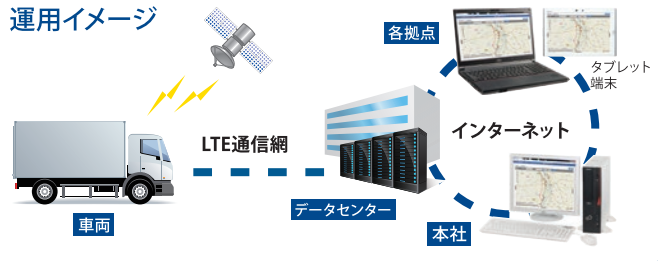 運用イメージ
各拠点
タブレット
端末
LTE通信網
インターネット
データセンター
車両
本社